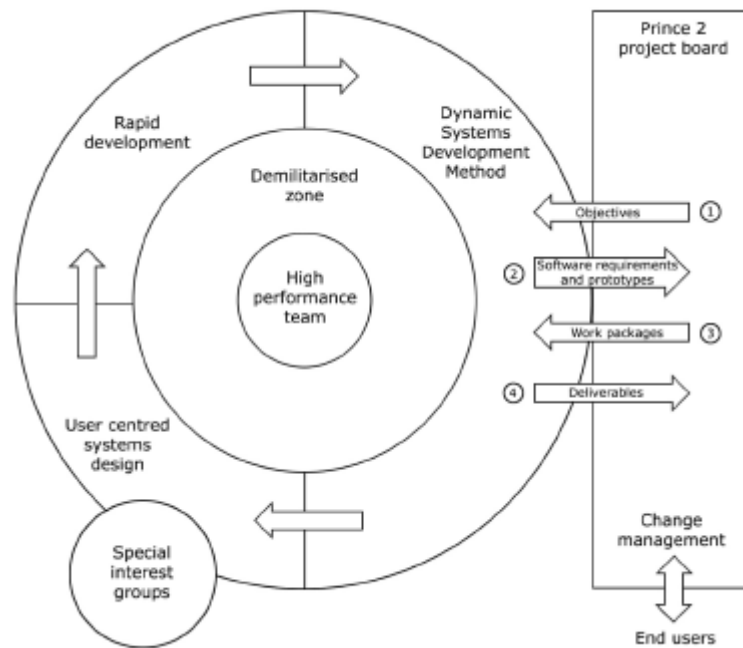 Prince 2
project board
Rapid
development
Dynamic
Systems
Development
Method
Demilitarised
zone
Objectives
1
High
performance
team
2
Software requirements
and prototypes
Work packages
3
4
Deliverables
User centred
systems
design
Special
interest
groups
Change
management
End users